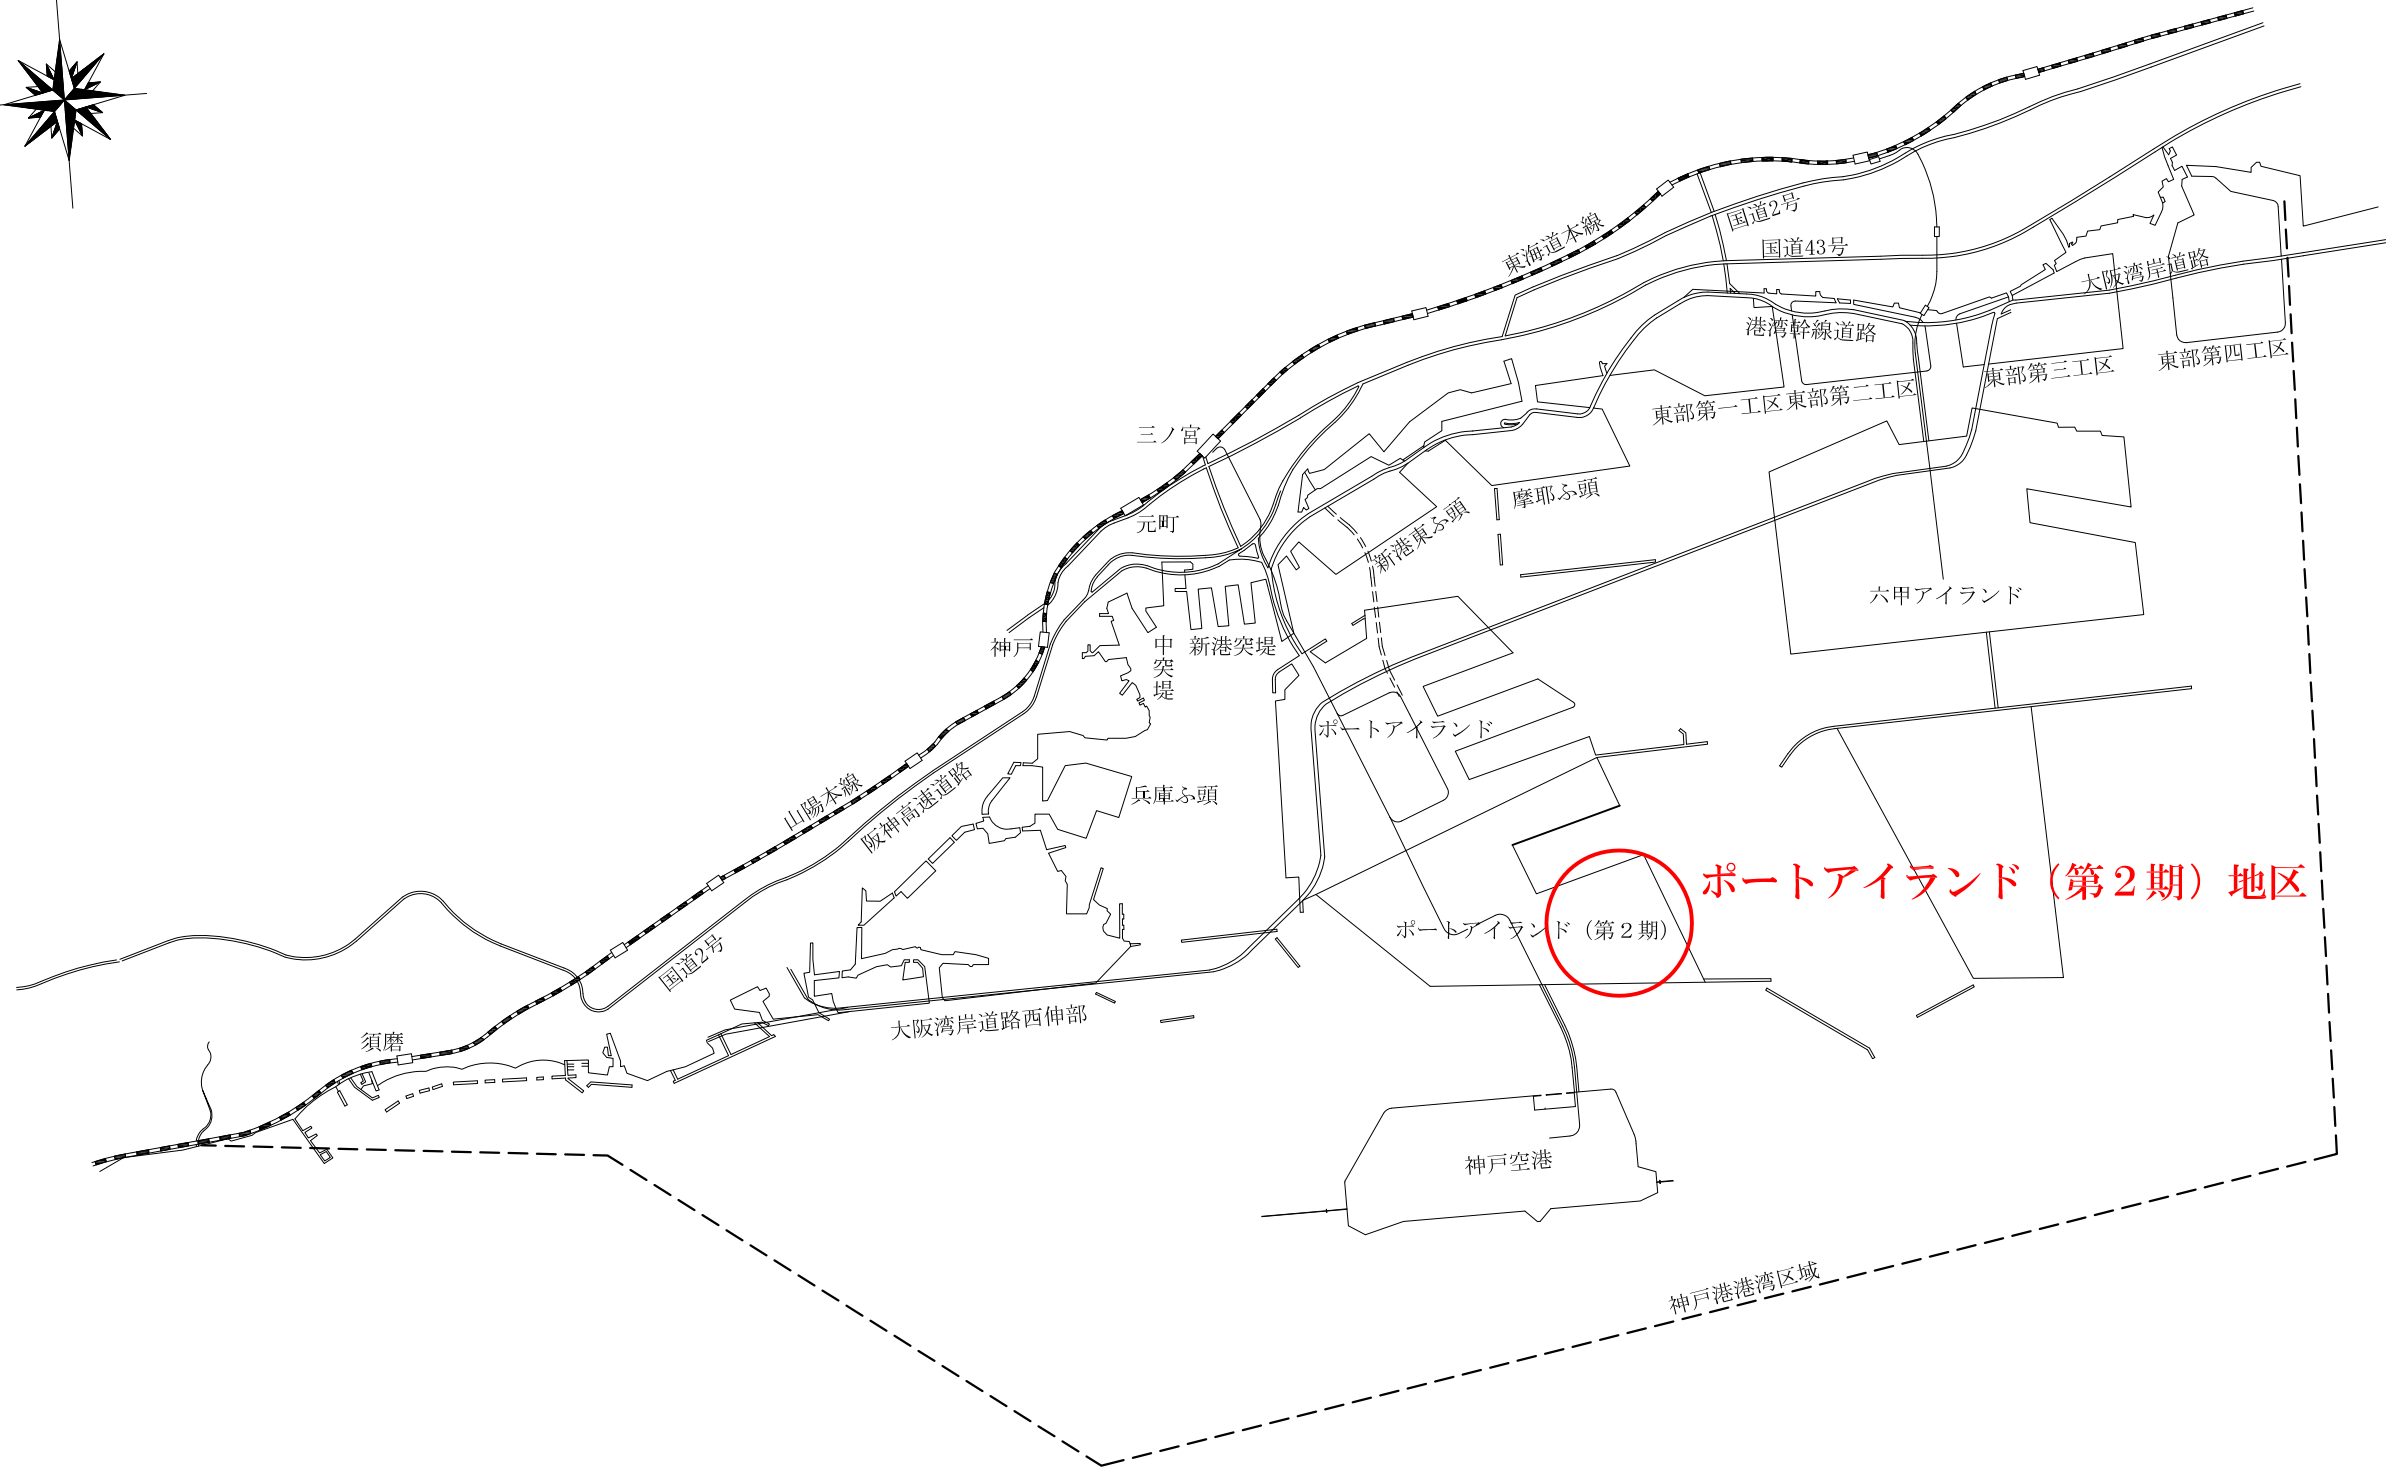 東海道本線
国道2号
国道43号
大阪湾岸道路
港湾幹線道路
東部第一工区
東部第二工区
東部第三工区
東部第四工区
三ノ宮
元町
摩耶ふ頭
新港東ふ頭
六甲アイランド
神戸
中突堤
新港突堤
ポートアイランド
山陽本線
阪神高速道路
兵庫ふ頭
ポートアイランド（第２期）地区
ポートアイランド（第２期）
国道2号
大阪湾岸道路西伸部
須磨
神戸空港
神戸港港湾区域